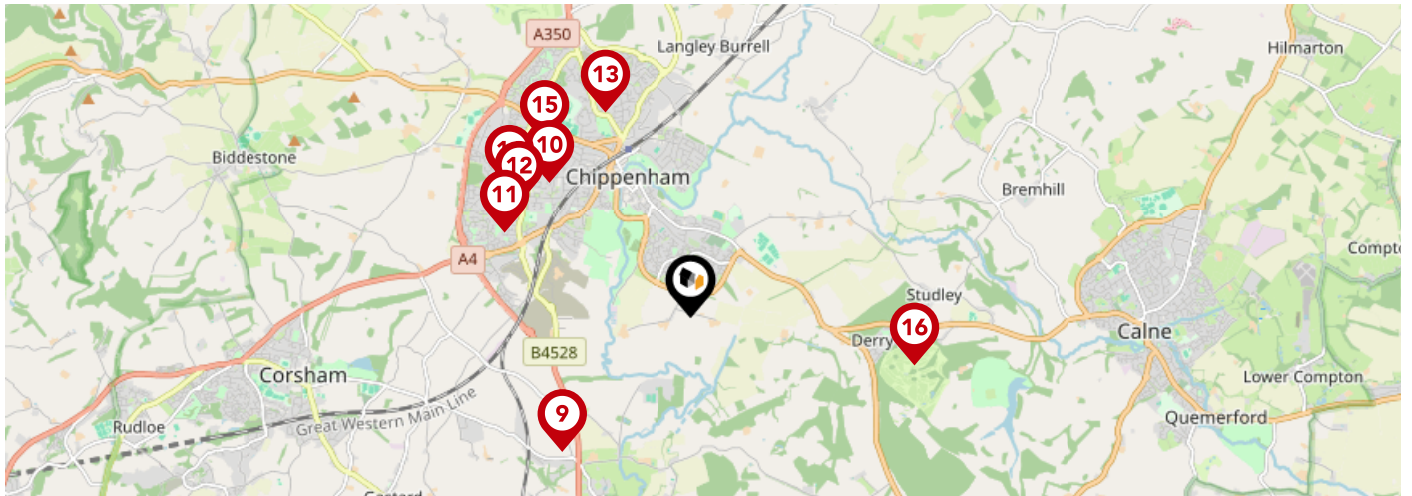 A350
Langley Burrell
Hilmarton
13
15
10
12
Biddestone
Chippenham
11
Bremhill
A4
Studley
16
Calne
Derry
B4528
Corsham
Lower Compton
9
Great Western Main Line
Quemerford
Rudloe